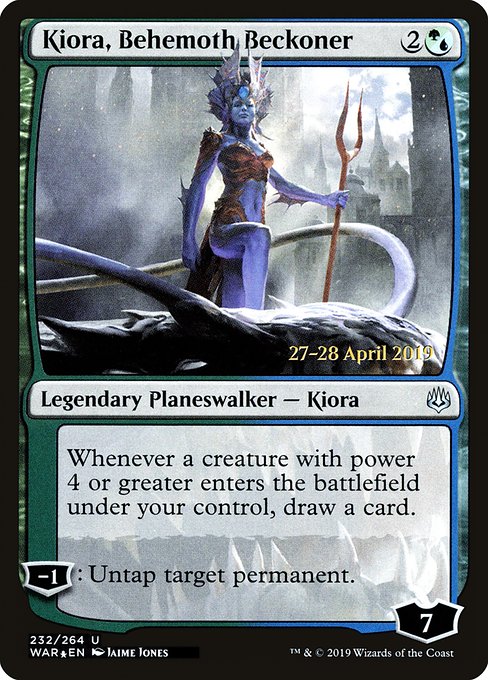 Kiora, Behemoth Beckoner 2
27–28 April 2019
Legendary Planeswalker — Kiora
Whenever a creature with power
4 or greater enters the battlefield
under your control, draw a card.
-1: Untap target permanent.
7
232/264 U
WAR★EN Jaime Jones
™ & © 2019 Wizards of the Coast